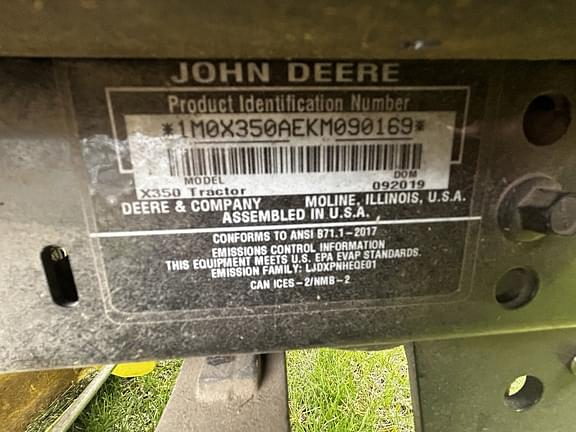 JOHN DEERE
Product Identification Number
*1M0X350AEKM090169*
MODEL DOM
X350 Tractor 092019
DEERE & COMPANY MOLINE, ILLINOIS, U.S.A.
ASSEMBLED IN U.S.A.
CONFORMS TO ANSI B71.1-2017
EMISSIONS CONTROL INFORMATION
THIS EQUIPMENT MEETS U.S. EPA EVAP STANDARDS.
EMISSION FAMILY: LJDXPNHEQE01
CAN ICES-2/NMB-2